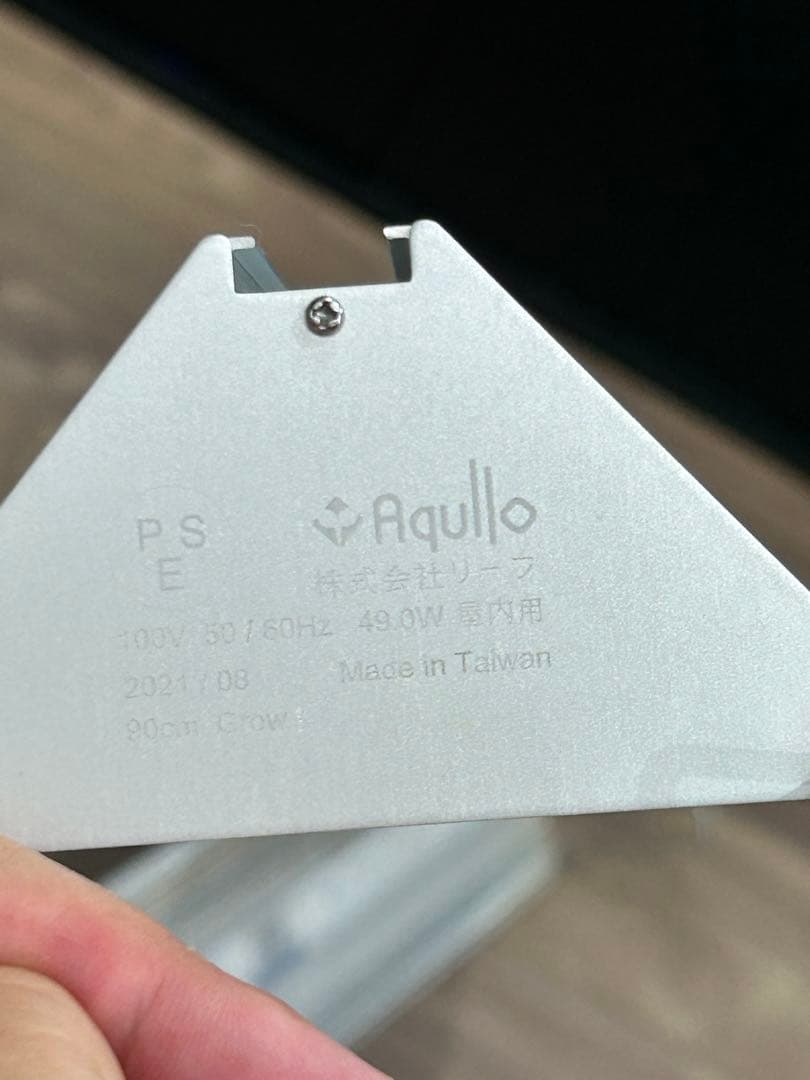 PSE
Aqullo
株式会社リーフ
100V 50 / 60Hz 49.0W 屋内用
2021 / 08 Made in Taiwan
90cm Grow